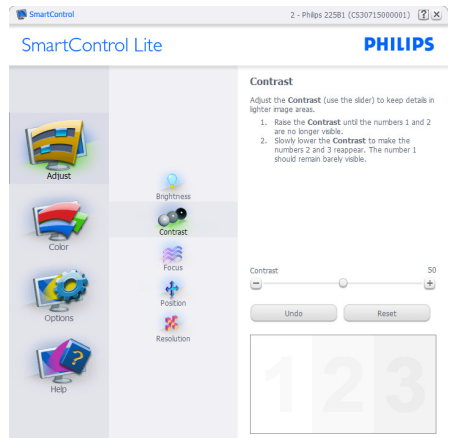 SmartControl
2 - Philips 225B1 (CS30715000001)
SmartControl Lite
PHILIPS
Adjust
Color
Options
Help
Brightness
Contrast
Focus
Position
Resolution
Contrast
Adjust the Contrast (use the slider) to keep details in
lighter image areas.
1. Raise the Contrast until the numbers 1 and 2
are no longer visible.
2. Slowly lower the Contrast to make the
numbers 2 and 3 reappear. The number 1
should remain barely visible.
Contrast 50
Undo Reset
1 2 3